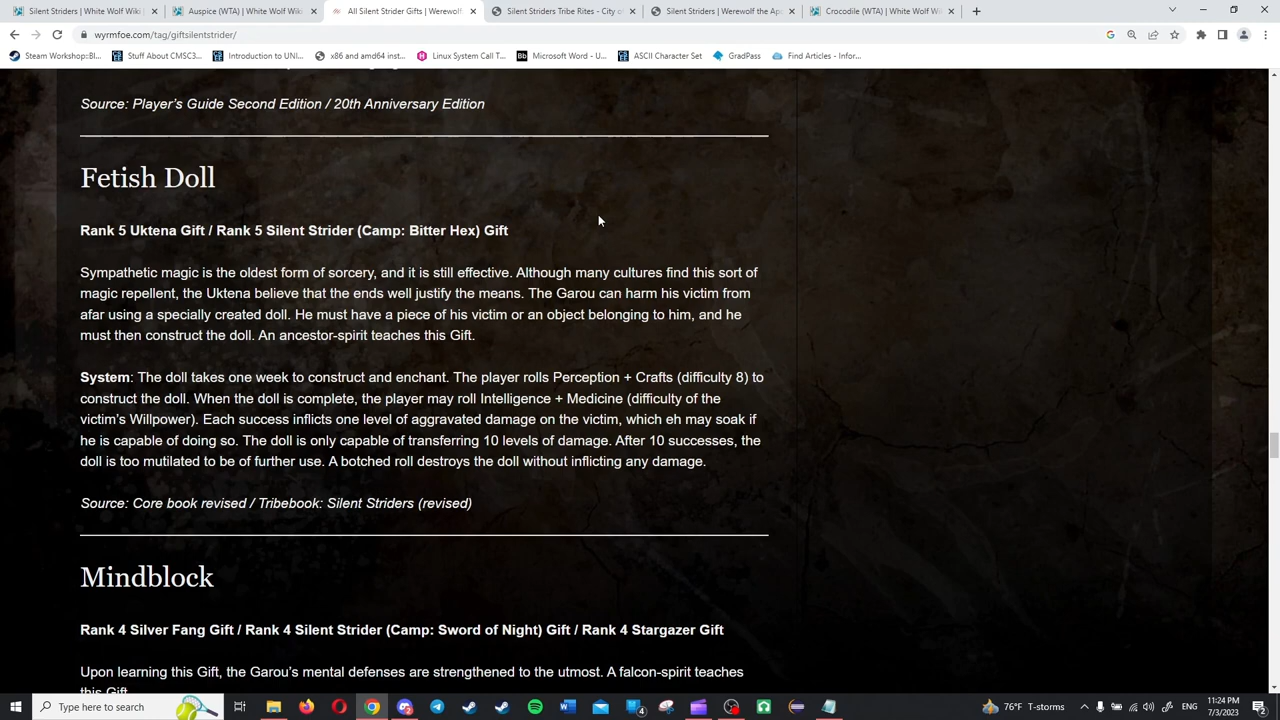 Silent Striders | White Wolf Wiki |
Auspice (WTA) | White Wolf Wiki |
All Silent Strider Gifts | Werewolf
Silent Striders Tribe Rites - City o
Silent Striders | Werewolf the Apo
Crocodile (WTA) | White Wolf Wi
wyrmfoe.com/tag/giftsilentstrider/
Steam Workshop::Bl...
Stuff About CMSC3...
Introduction to UNI...
x86 and amd64 inst...
Linux System Call T...
Bb Microsoft Word - U...
ASCII Character Set
GradPass
Find Articles - Infor...
Source: Player’s Guide Second Edition / 20th Anniversary Edition
Fetish Doll
Rank 5 Uktena Gift / Rank 5 Silent Strider (Camp: Bitter Hex) Gift
Sympathetic magic is the oldest form of sorcery, and it is still effective. Although many cultures find this sort of
magic repellent, the Uktena believe that the ends well justify the means. The Garou can harm his victim from
afar using a specially created doll. He must have a piece of his victim or an object belonging to him, and he
must then construct the doll. An ancestor-spirit teaches this Gift.
System: The doll takes one week to construct and enchant. The player rolls Perception + Crafts (difficulty 8) to
construct the doll. When the doll is complete, the player may roll Intelligence + Medicine (difficulty of the
victim’s Willpower). Each success inflicts one level of aggravated damage on the victim, which eh may soak if
he is capable of doing so. The doll is only capable of transferring 10 levels of damage. After 10 successes, the
doll is too mutilated to be of further use. A botched roll destroys the doll without inflicting any damage.
Source: Core book revised / Tribebook: Silent Striders (revised)
Mindblock
Rank 4 Silver Fang Gift / Rank 4 Silent Strider (Camp: Sword of Night) Gift / Rank 4 Stargazer Gift
Upon learning this Gift, the Garou’s mental defenses are strengthened to the utmost. A falcon-spirit teaches
this Gift.
Type here to search
76°F T-storms
ENG
11:24 PM
7/3/2023